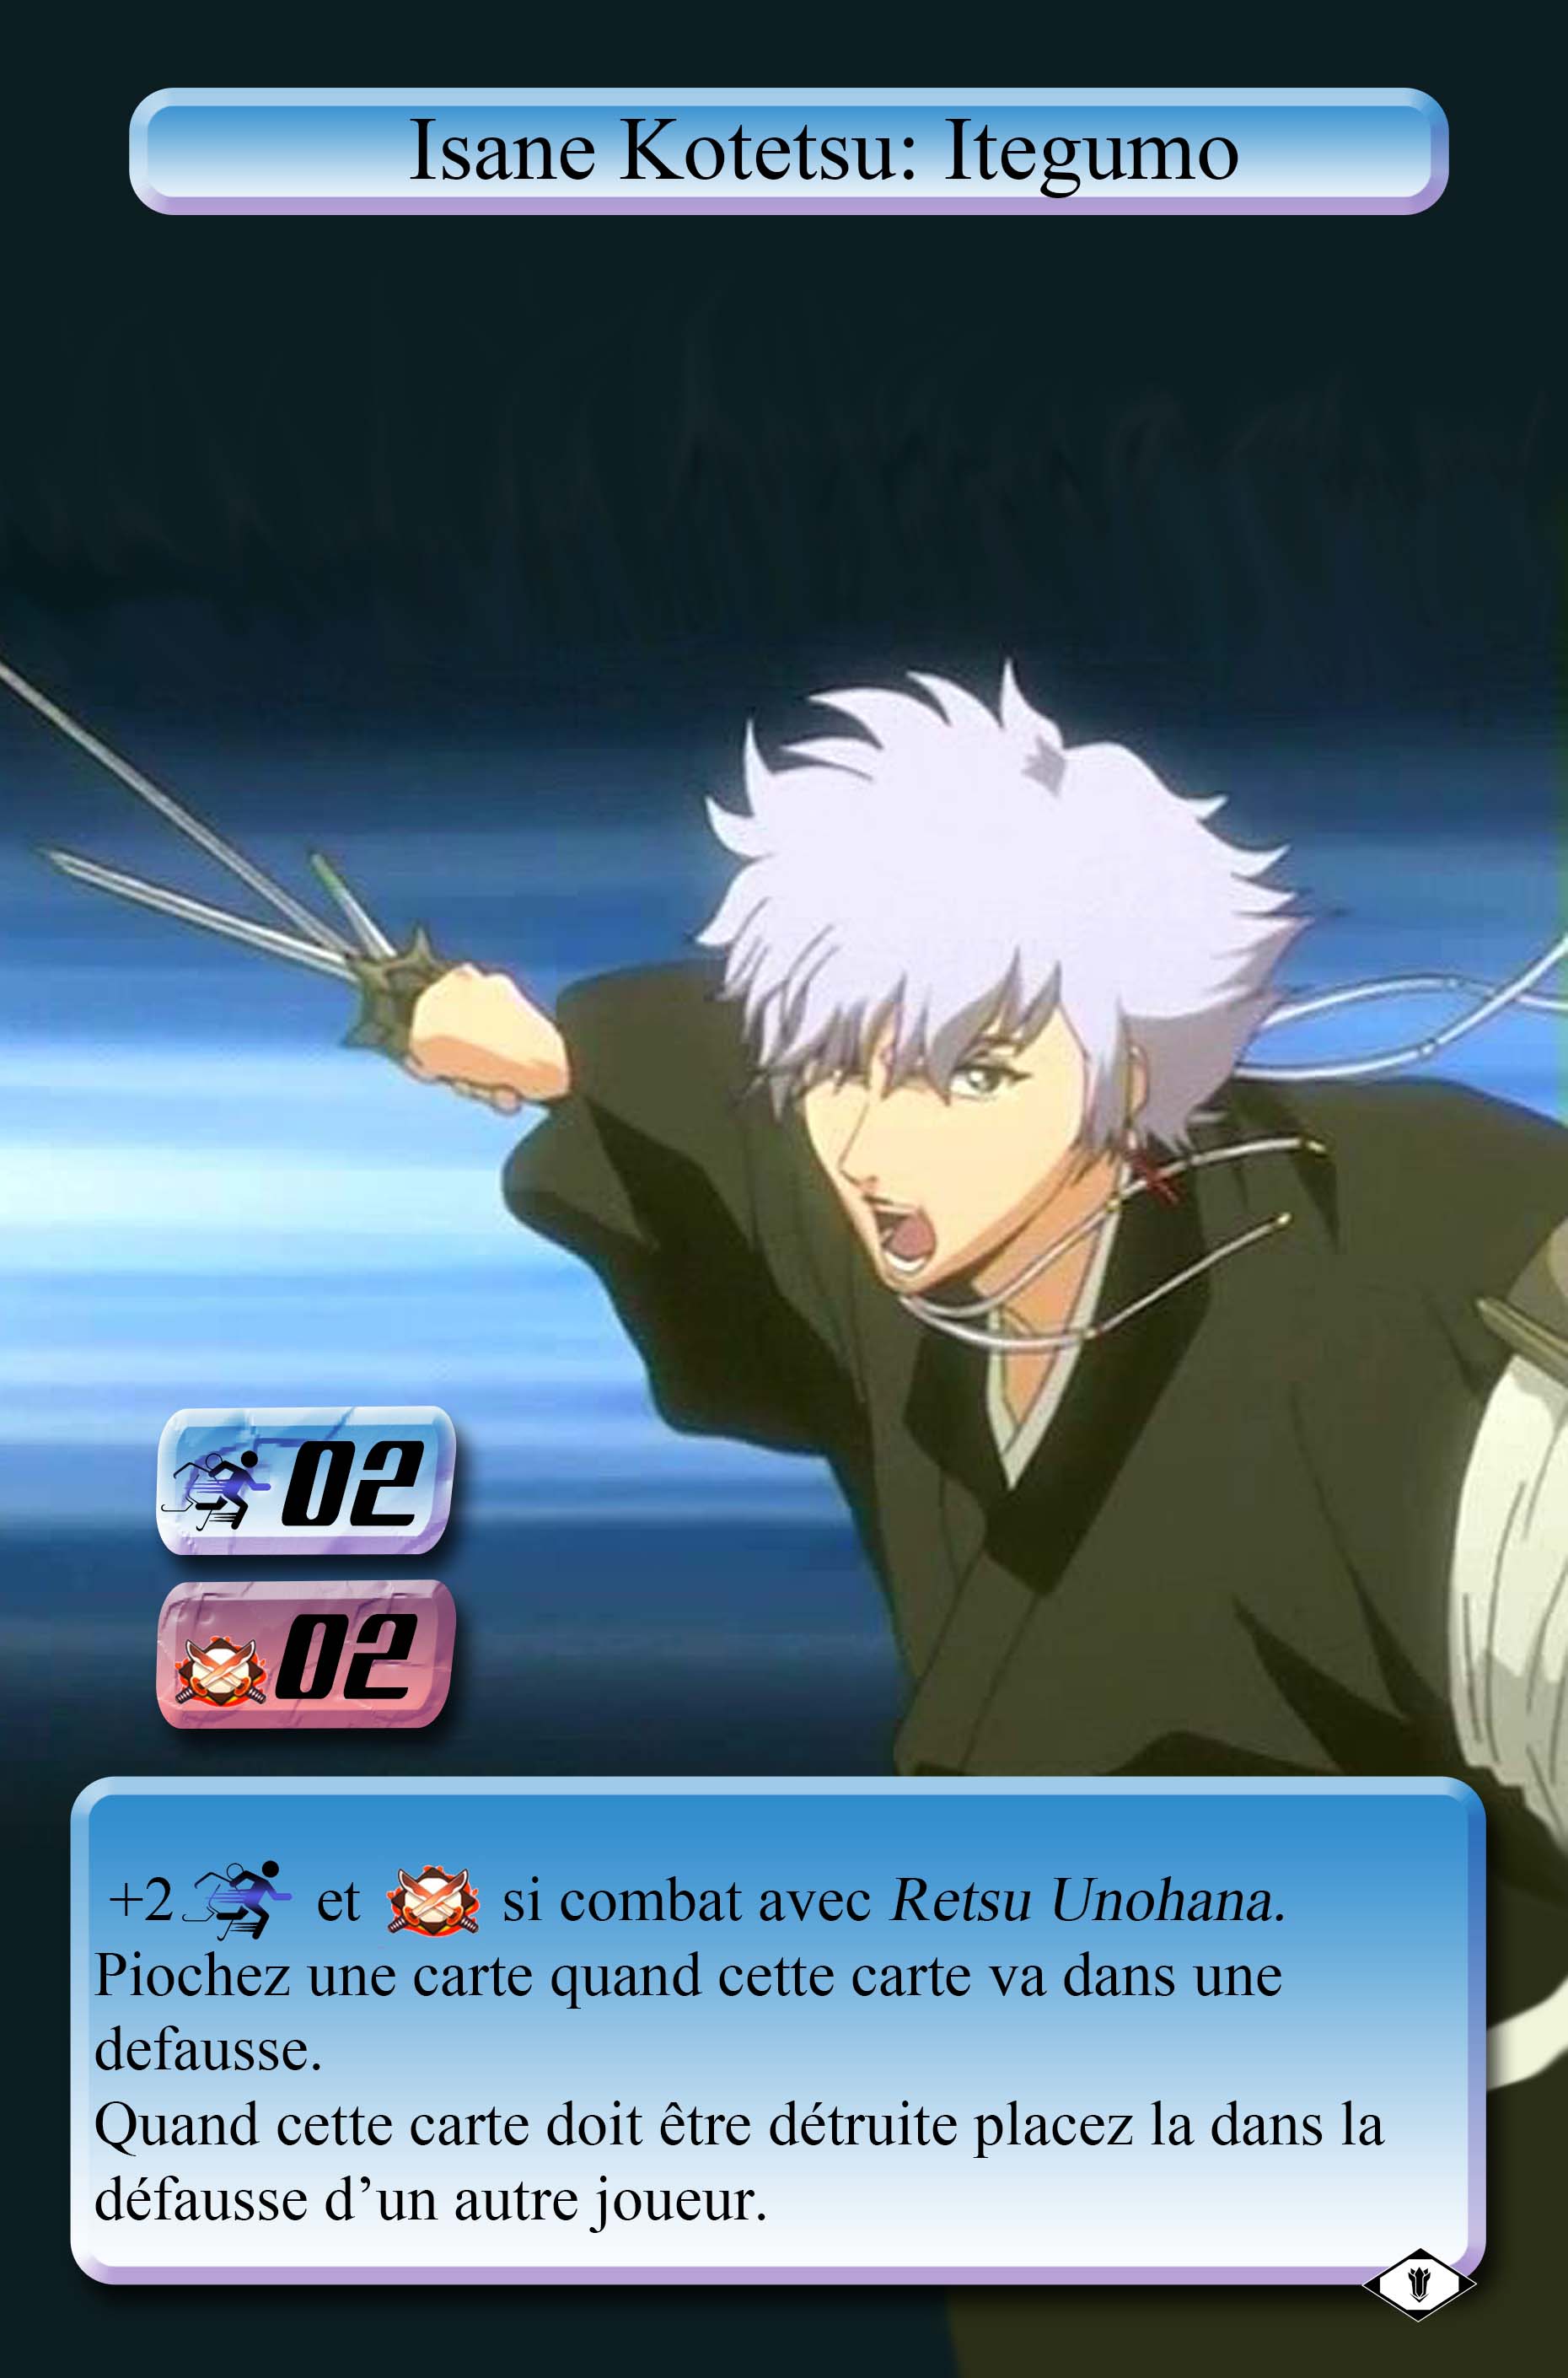 Isane Kotetsu: Itegumo
02
02
+2 et si combat avec Retsu Unohana.
Piochez une carte quand cette carte va dans une
defausse.
Quand cette carte doit être détruite placez la dans la
défausse d’un autre joueur.